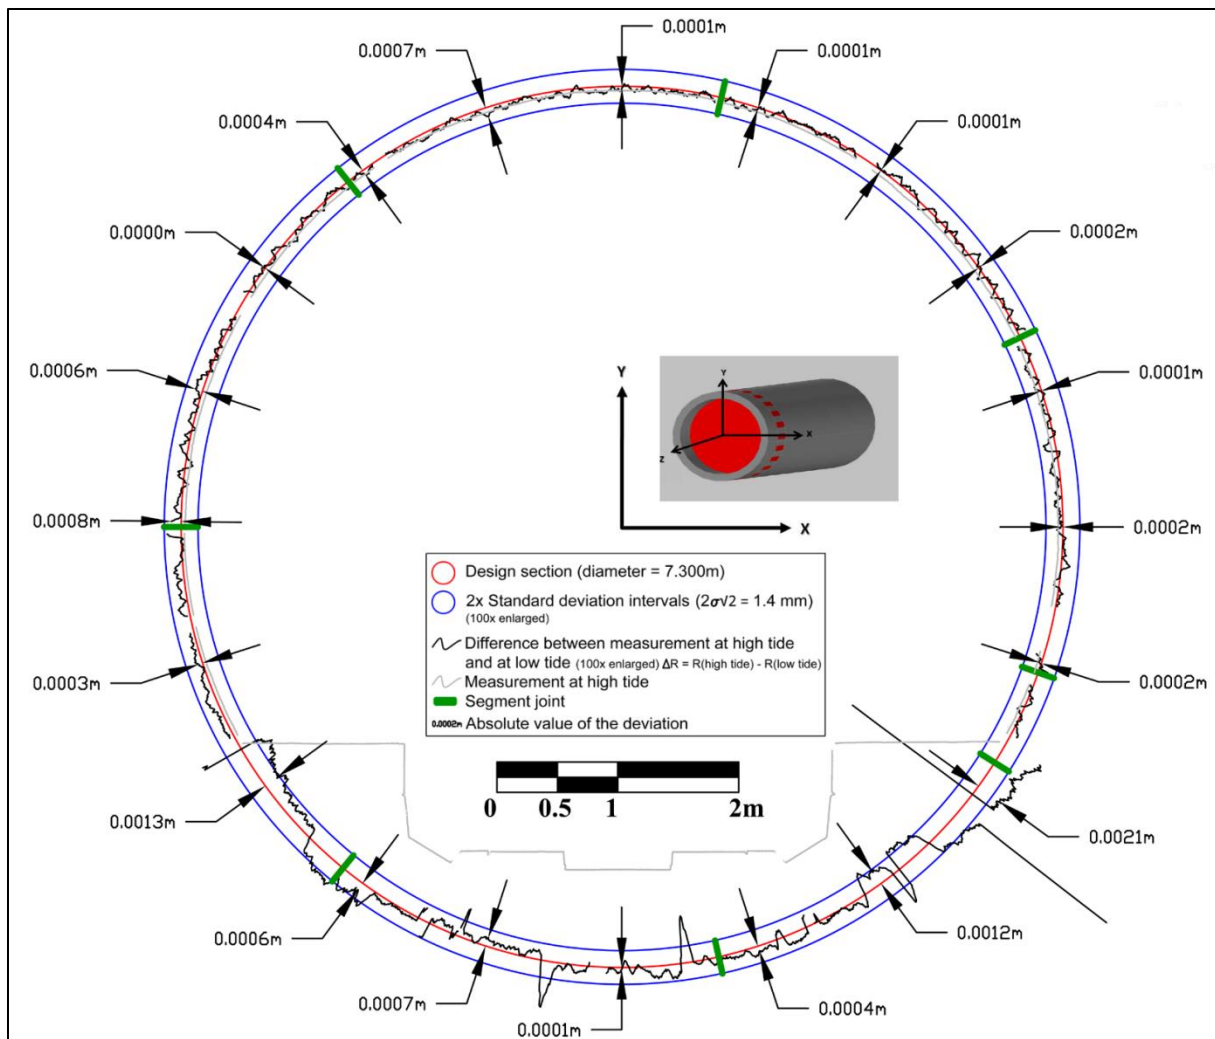 0.0001m
0.0007m
0.0001m
0.0004m
0.0001m
0.0000m
0.0002m
0.0006m
0.0001m
Y
Y
X
Z
X
0.0008m
0.0002m
Design section (diameter = 7.300m)
2x Standard deviation intervals (2σ√2 = 1.4 mm)
(100x enlarged)
Difference between measurement at high tide
and at low tide (100x enlarged) ΔR = R(high tide) - R(low tide)
Measurement at high tide
Segment joint
0.0002m Absolute value of the deviation
0.0003m
0.0002m
0 0.5 1 2m
0.0013m
0.0021m
0.0006m
0.0012m
0.0007m
0.0004m
0.0001m